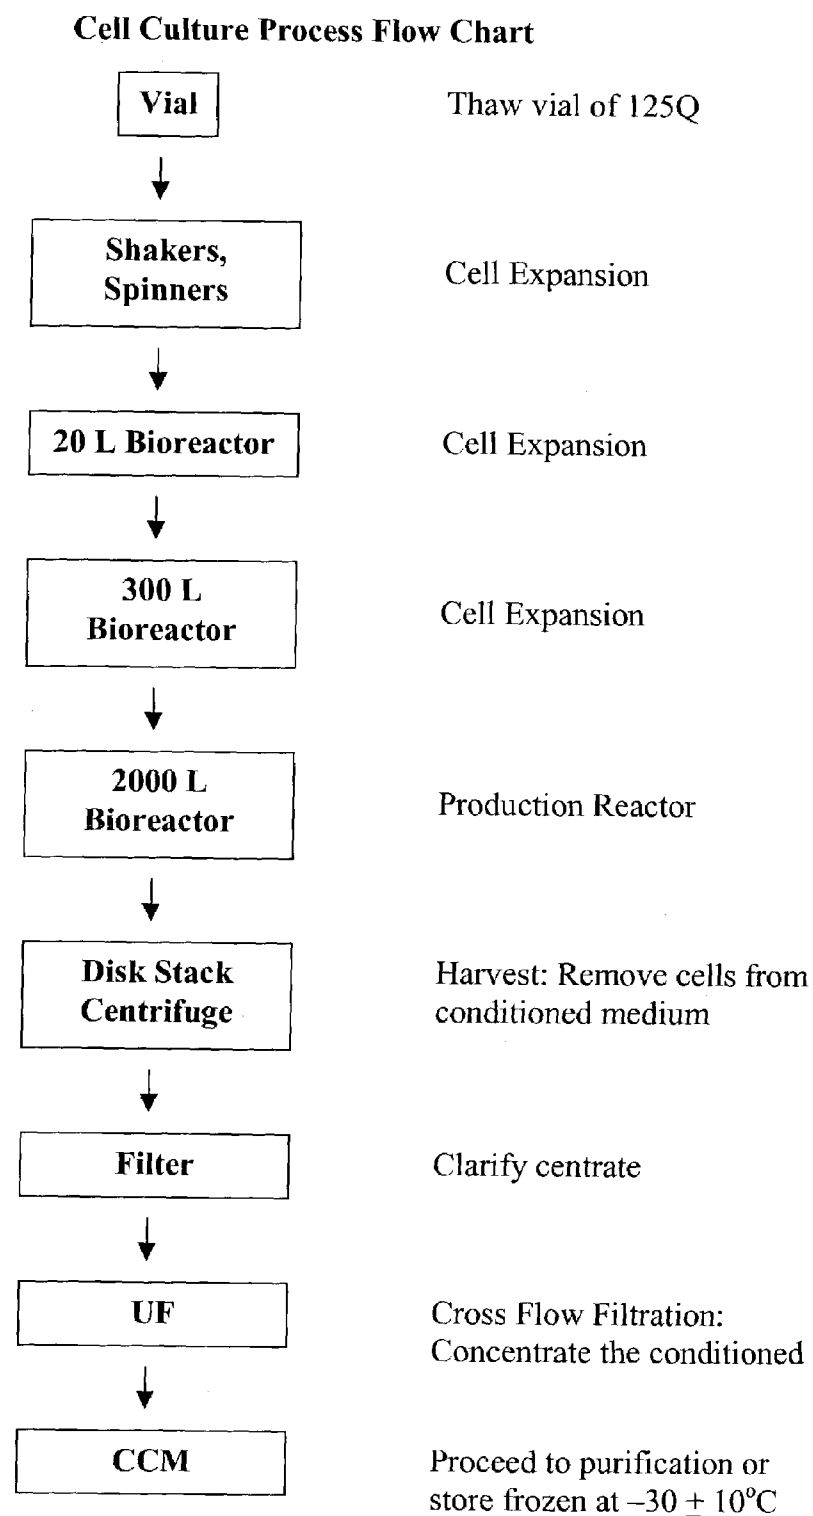 Cell Culture Process Flow Chart
Vial
Thaw vial of 125Q
Shakers,
Spinners
Cell Expansion
20 L Bioreactor
Cell Expansion
300 L
Bioreactor
Cell Expansion
2000 L
Bioreactor
Production Reactor
Disk Stack
Centrifuge
Harvest: Remove cells from
conditioned medium
Filter
Clarify centrate
UF
Cross Flow Filtration:
Concentrate the conditioned
CCM
Proceed to purification or
store frozen at –30 ± 10°C